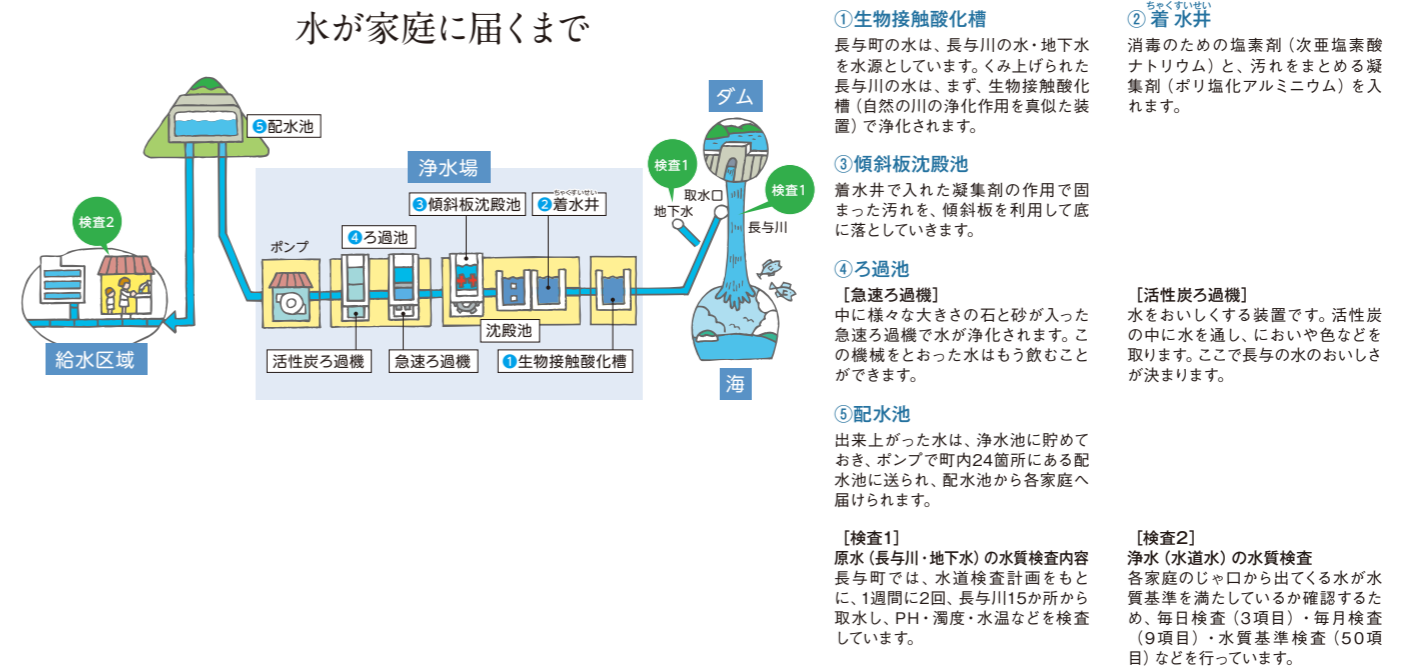 水が家庭に届くまで
❺配水池
ダム
検査1
取水口
地下水
検査1
長与川
浄水場
ちゃくすいせい
❸傾斜板沈殿池
❷着水井
検査2
ポンプ
❹ろ過池
沈殿池
給水区域
活性炭ろ過機
急速ろ過機
❶生物接触酸化槽
海
①生物接触酸化槽
長与町の水は、長与川の水・地下水
を水源としています。くみ上げられた
長与川の水は、まず、生物接触酸化
槽（自然の川の浄化作用を真似た装
置）で浄化されます。
ちゃくすいせい
②着水井
消毒のための塩素剤（次亜塩素酸
ナトリウム）と、汚れをまとめる凝
集剤（ポリ塩化アルミニウム）を入
れます。
③傾斜板沈殿池
着水井で入れた凝集剤の作用で固
まった汚れを、傾斜板を利用して底
に落としていきます。
④ろ過池
［急速ろ過機］
中に様々な大きさの石と砂が入った
急速ろ過機で水が浄化されます。こ
の機械をとおった水はもう飲むこと
ができます。
［活性炭ろ過機］
水をおいしくする装置です。活性炭
の中に水を通し、においや色などを
取ります。ここで長与の水のおいしさ
が決まります。
⑤配水池
出来上がった水は、浄水池に貯めて
おき、ポンプで町内24箇所にある配
水池に送られ、配水池から各家庭へ
届けられます。
［検査1］
原水（長与川・地下水）の水質検査内容
長与町では、水道検査計画をもと
に、1週間に2回、長与川15か所から
取水し、PH・濁度・水温などを検査
しています。
［検査2］
浄水（水道水）の水質検査
各家庭のじゃ口から出てくる水が水
質基準を満たしているか確認するた
め、毎日検査（3項目）・毎月検査
（9項目）・水質基準検査（50項
目）などを行っています。